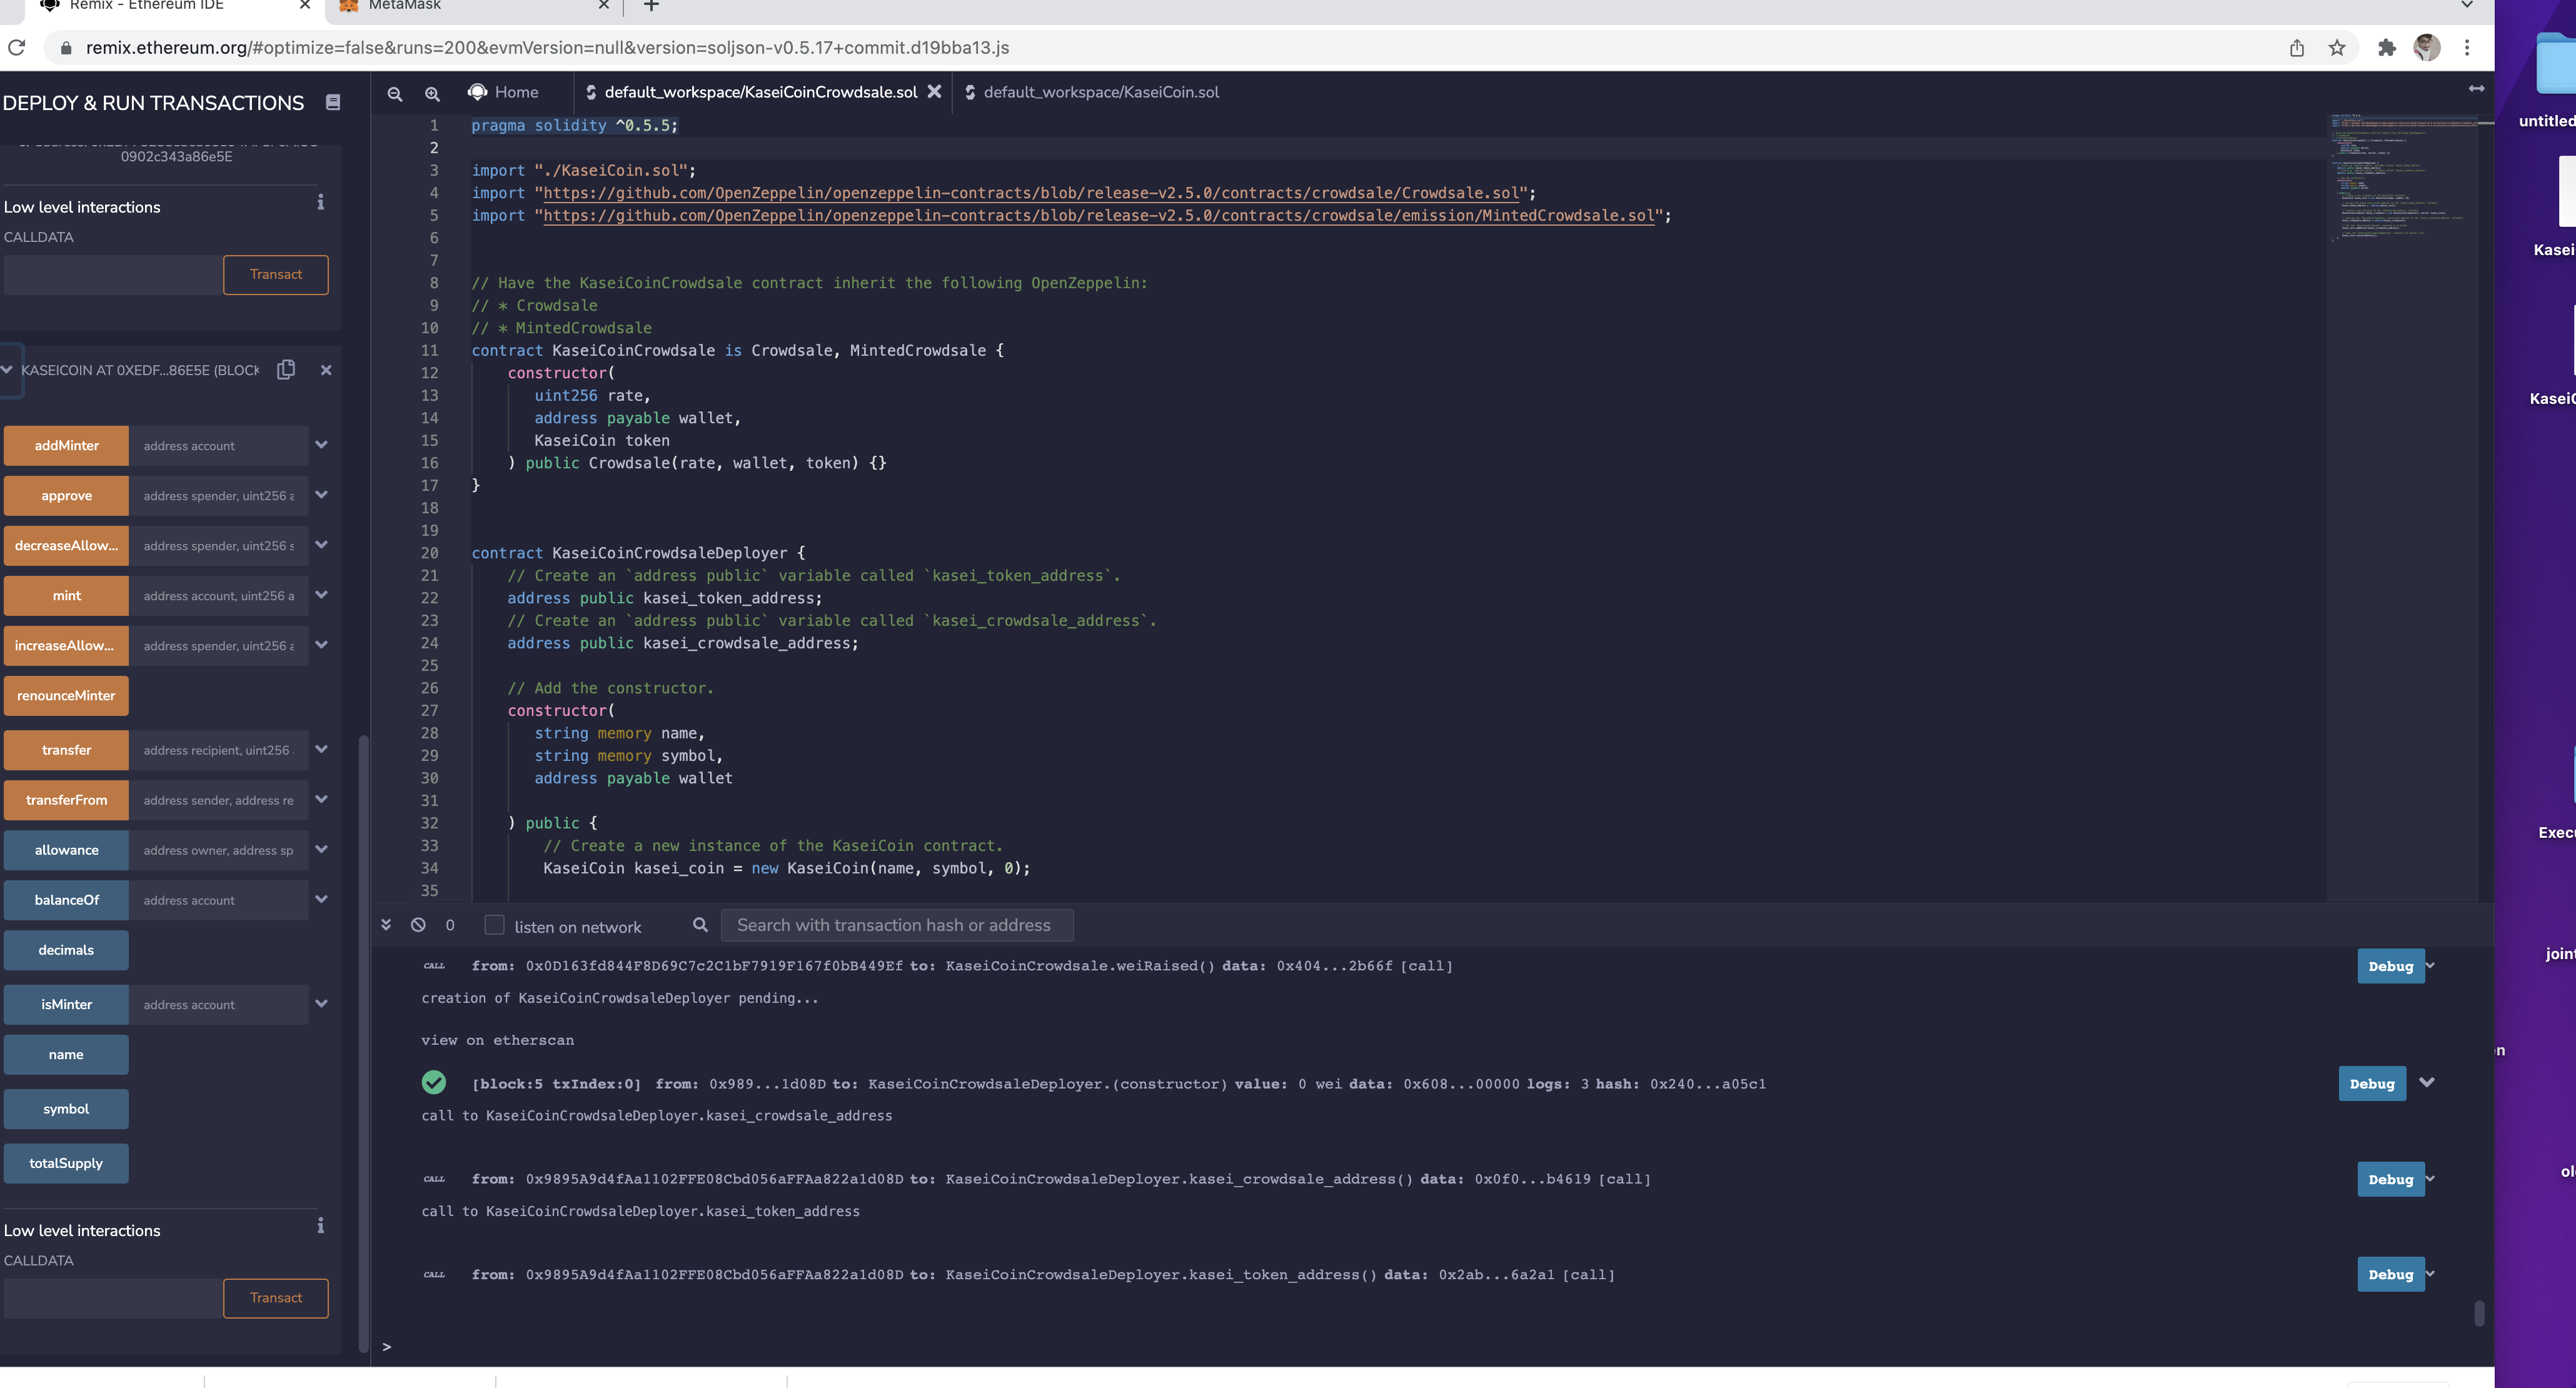 Remix - Ethereum IDE
MetaMask
remix.ethereum.org/#optimize=false&runs=200&evmVersion=null&version=soljson-v0.5.17+commit.d19bba13.js
DEPLOY & RUN TRANSACTIONS
0902c343a86e5E
Low level interactions
CALLDATA
Transact
KASEICOIN AT 0XEDF...86E5E (BLOCK
addMinter address account
approve address spender, uint256 a
decreaseAllow... address spender, uint256 s
mint address account, uint256 a
increaseAllow... address spender, uint256 a
renounceMinter
transfer address recipient, uint256
transferFrom address sender, address re
allowance address owner, address sp
balanceOf address account
decimals
isMinter address account
name
symbol
totalSupply
Low level interactions
CALLDATA
Transact
Home
default_workspace/KaseiCoinCrowdsale.sol
default_workspace/KaseiCoin.sol
1 pragma solidity ^0.5.5;
2
3 import "./KaseiCoin.sol";
4 import "https://github.com/OpenZeppelin/openzeppelin-contracts/blob/release-v2.5.0/contracts/crowdsale/Crowdsale.sol";
5 import "https://github.com/OpenZeppelin/openzeppelin-contracts/blob/release-v2.5.0/contracts/crowdsale/emission/MintedCrowdsale.sol";
6
7
8 // Have the KaseiCoinCrowdsale contract inherit the following OpenZeppelin:
9 // * Crowdsale
10 // * MintedCrowdsale
11 contract KaseiCoinCrowdsale is Crowdsale, MintedCrowdsale {
12 constructor(
13 uint256 rate,
14 address payable wallet,
15 KaseiCoin token
16 ) public Crowdsale(rate, wallet, token) {}
17 }
18
19
20 contract KaseiCoinCrowdsaleDeployer {
21 // Create an `address public` variable called `kasei_token_address`.
22 address public kasei_token_address;
23 // Create an `address public` variable called `kasei_crowdsale_address`.
24 address public kasei_crowdsale_address;
25
26 // Add the constructor.
27 constructor(
28 string memory name,
29 string memory symbol,
30 address payable wallet
31
32 ) public {
33 // Create a new instance of the KaseiCoin contract.
34 KaseiCoin kasei_coin = new KaseiCoin(name, symbol, 0);
35
0 listen on network Search with transaction hash or address
CALL from: 0x0D163fd844F8D69C7c2C1bF7919F167f0bB449Ef to: KaseiCoinCrowdsale.weiRaised() data: 0x404...2b66f [call] Debug
creation of KaseiCoinCrowdsaleDeployer pending...
view on etherscan
[block:5 txIndex:0] from: 0x989...1d08D to: KaseiCoinCrowdsaleDeployer.(constructor) value: 0 wei data: 0x608...00000 logs: 3 hash: 0x240...a05c1 Debug
call to KaseiCoinCrowdsaleDeployer.kasei_crowdsale_address
CALL from: 0x9895A9d4fAa1102FFE08Cbd056aFFAa822a1d08D to: KaseiCoinCrowdsaleDeployer.kasei_crowdsale_address() data: 0x0f0...b4619 [call] Debug
call to KaseiCoinCrowdsaleDeployer.kasei_token_address
CALL from: 0x9895A9d4fAa1102FFE08Cbd056aFFAa822a1d08D to: KaseiCoinCrowdsaleDeployer.kasei_token_address() data: 0x2ab...6a2a1 [call] Debug
>
untitled
Kasei
KaseiC
Execu
joint
en
ol